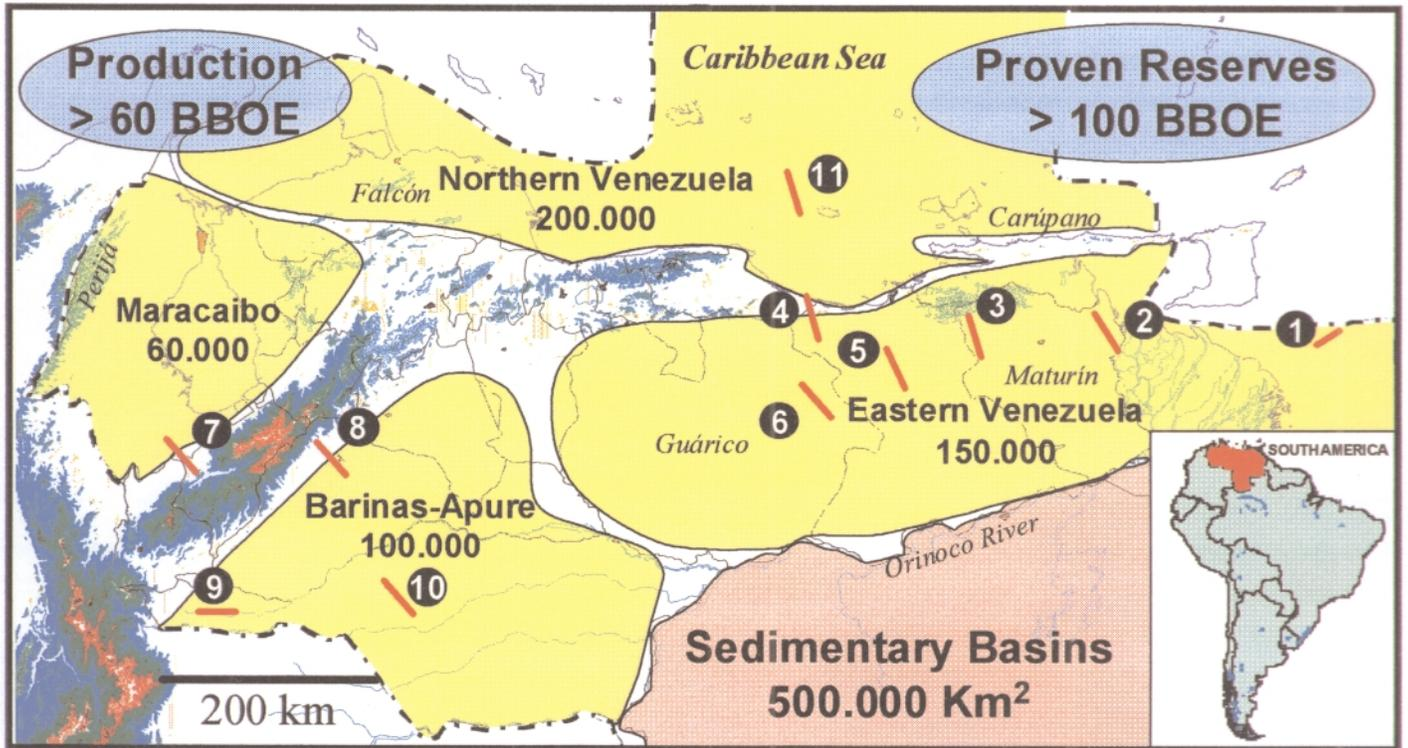 Production
> 60 BBOE
Caribbean Sea
Proven Reserves
> 100 BBOE
Falcón
Northern Venezuela
200.000
11
Carúpano
Perijá
Maracaibo
60.000
4
3
2
1
5
Maturín
6
Eastern Venezuela
150.000
Guárico
7
8
Barinas-Apure
100.000
9
10
Orinoco River
SOUTHAMERICA
Sedimentary Basins
500.000 Km²
200 km